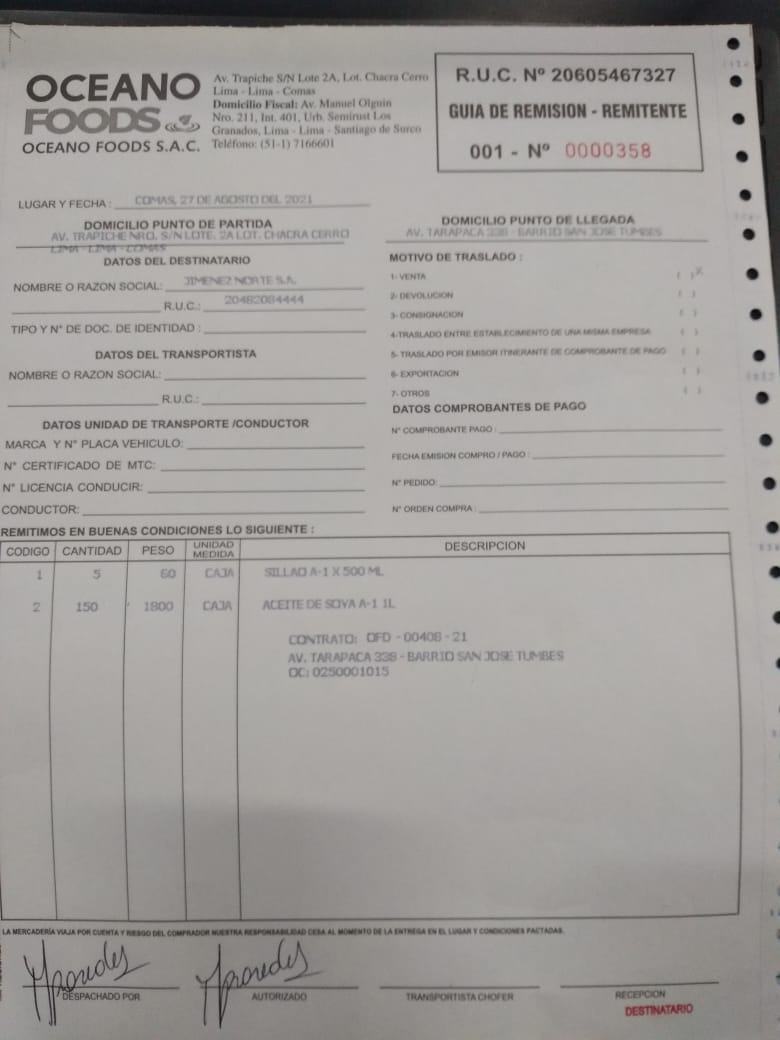 OCEANO
FOODS
OCEANO FOODS S.A.C.
Av. Trapiche S/N Lote 2A, Lot. Chacra Cerro
Lima - Lima - Comas
Domicilio Fiscal: Av. Manuel Olguin
Nro. 211, Int. 401, Urb. Semirust Los
Granados, Lima - Lima - Santiago de Surco
Teléfono: (51-1) 7166601
R.U.C. Nº 20605467327
GUIA DE REMISION - REMITENTE
001 - Nº 0000358
LUGAR Y FECHA : COMAS, 27 DE AGOSTO DEL 2021
DOMICILIO PUNTO DE PARTIDA
AV. TRAPICHE NRO. S/N LOTE. 2A LOT. CHACRA CERRO
LIMA - LIMA - COMAS
DOMICILIO PUNTO DE LLEGADA
AV. TARAPACA 338 - BARRIO SAN JOSE TUMBES
DATOS DEL DESTINATARIO
NOMBRE O RAZON SOCIAL: JIMENEZ NORTE S.A.
R.U.C.: 20482084444
TIPO Y N° DE DOC. DE IDENTIDAD :
DATOS DEL TRANSPORTISTA
NOMBRE O RAZON SOCIAL:
R.U.C.:
DATOS UNIDAD DE TRANSPORTE /CONDUCTOR
MARCA Y N° PLACA VEHICULO:
N° CERTIFICADO DE MTC:
N° LICENCIA CONDUCIR:
CONDUCTOR:
MOTIVO DE TRASLADO :
1- VENTA ( ) X
2- DEVOLUCION ( )
3- CONSIGNACION ( )
4-TRASLADO ENTRE ESTABLECIMIENTO DE UNA MISMA EMPRESA ( )
5- TRASLADO POR EMISOR ITINERANTE DE COMPROBANTE DE PAGO ( )
6- EXPORTACION ( )
7- OTROS ( )
DATOS COMPROBANTES DE PAGO
N° COMPROBANTE PAGO :
FECHA EMISION COMPRO / PAGO :
N° PEDIDO:
N° ORDEN COMPRA :
REMITIMOS EN BUENAS CONDICIONES LO SIGUIENTE :
CODIGO CANTIDAD PESO UNIDAD MEDIDA DESCRIPCION
1 5 60 CAJA SILLAO A-1 X 500 ML
2 150 1800 CAJA ACEITE DE SOYA A-1 1L
CONTRATO: OFD - 00408 - 21
AV. TARAPACA 338 - BARRIO SAN JOSE TUMBES
OC: 0250001015
LA MERCADERÍA VIAJA POR CUENTA Y RIESGO DEL COMPRADOR NUESTRA RESPONSABILIDAD CESA AL MOMENTO DE LA ENTREGA EN EL LUGAR Y CONDICIONES PACTADAS.
DESPACHADO POR
AUTORIZADO
TRANSPORTISTA CHOFER
RECEPCION
DESTINATARIO